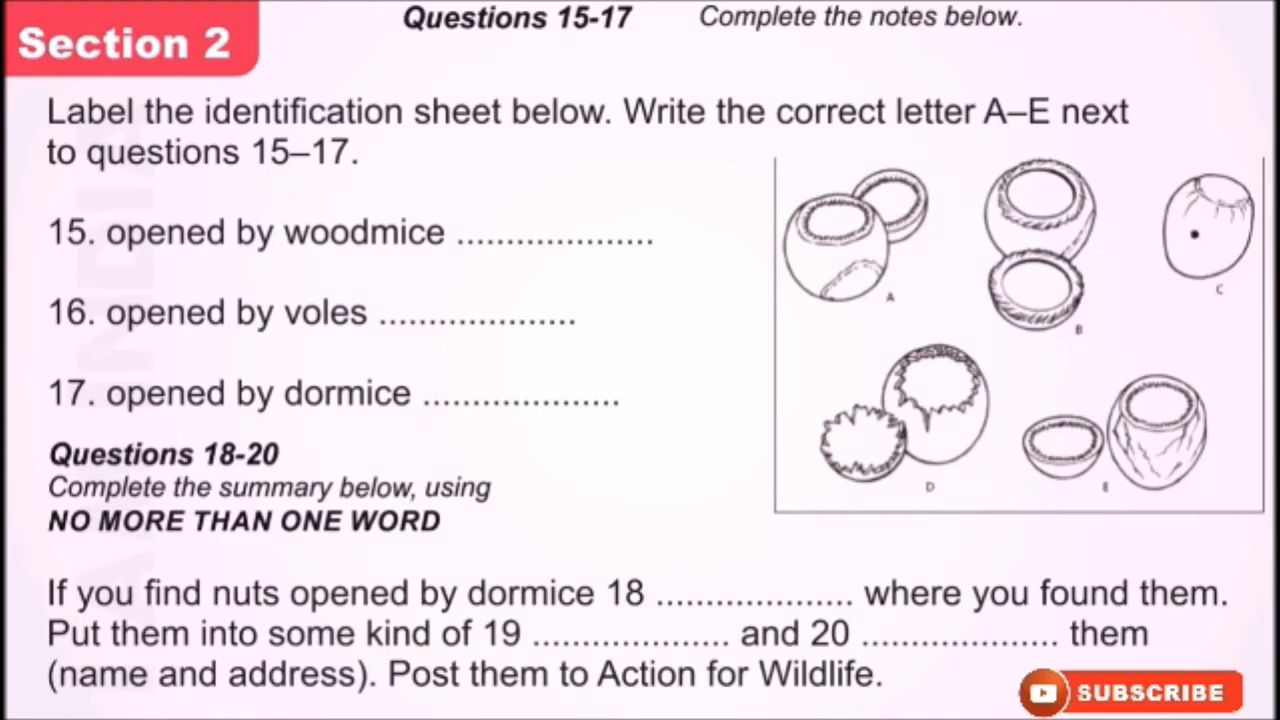 Section 2
Questions 15-17 Complete the notes below.
Label the identification sheet below. Write the correct letter A–E next
to questions 15–17.
15. opened by woodmice ....................
16. opened by voles ....................
17. opened by dormice ....................
A
B
C
D
E
Questions 18-20
Complete the summary below, using
NO MORE THAN ONE WORD
If you find nuts opened by dormice 18 .................... where you found them.
Put them into some kind of 19 .................... and 20 .................... them
(name and address). Post them to Action for Wildlife.
SUBSCRIBE